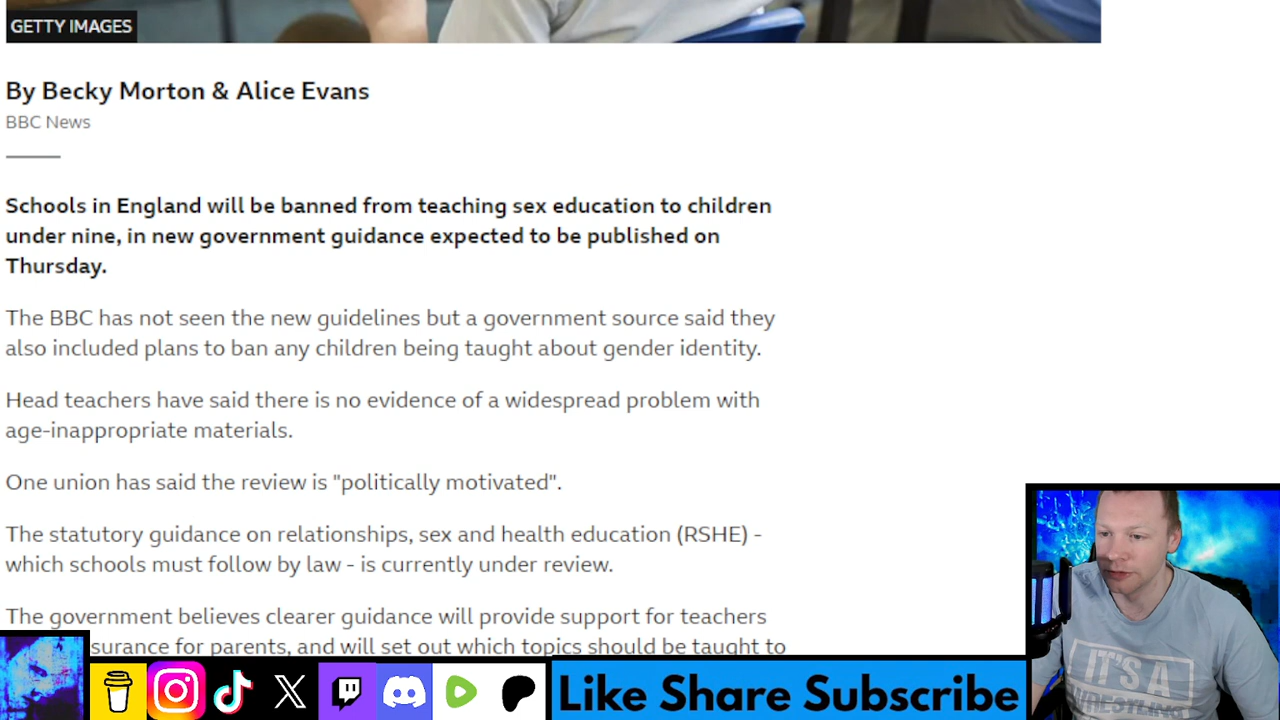 GETTY IMAGES
By Becky Morton & Alice Evans
BBC News
Schools in England will be banned from teaching sex education to children
under nine, in new government guidance expected to be published on
Thursday.
The BBC has not seen the new guidelines but a government source said they
also included plans to ban any children being taught about gender identity.
Head teachers have said there is no evidence of a widespread problem with
age-inappropriate materials.
One union has said the review is "politically motivated".
The statutory guidance on relationships, sex and health education (RSHE) -
which schools must follow by law - is currently under review.
The government believes clearer guidance will provide support for teachers
for parents, and will set out which topics should be taught to
Like Share Subscribe
IT'S A
WRESTLING